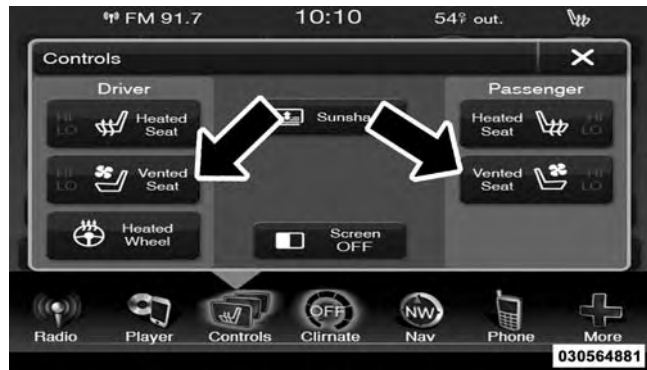 FM 91.7 10:10 54° out.
Controls
Driver Passenger
HI LO Heated Seat
Sunsha
Heated Seat HI LO
HI LO Vented Seat
Vented Seat HI LO
Heated Wheel
Screen OFF
OFF NW
Radio Player Controls Climate Nav Phone More
030564881